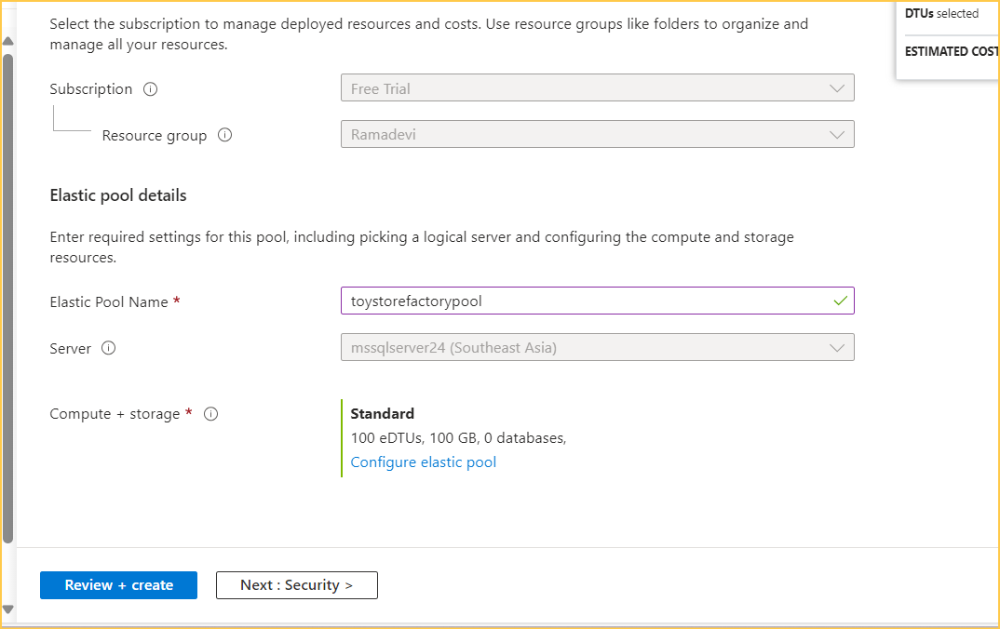 Select the subscription to manage deployed resources and costs. Use resource groups like folders to organize and
manage all your resources.
Subscription
Free Trial
Resource group
Ramadevi
Elastic pool details
Enter required settings for this pool, including picking a logical server and configuring the compute and storage
resources.
Elastic Pool Name *
toystorefactorypool
Server
mssqlserver24 (Southeast Asia)
Compute + storage *
Standard
100 eDTUs, 100 GB, 0 databases,
Configure elastic pool
Review + create
Next : Security >
DTUs selected
ESTIMATED COST